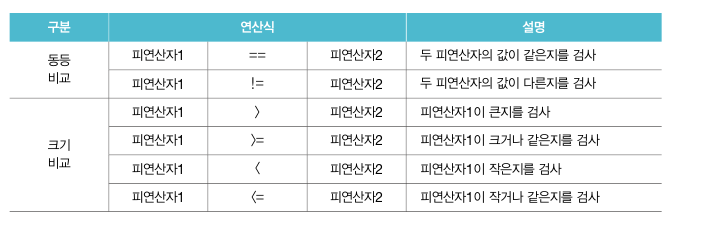 구분 연산식 설명
동등 비교 피연산자1 == 피연산자2 두 피연산자의 값이 같은지를 검사
피연산자1 != 피연산자2 두 피연산자의 값이 다른지를 검사
크기 비교 피연산자1 > 피연산자2 피연산자1이 큰지를 검사
피연산자1 >= 피연산자2 피연산자1이 크거나 같은지를 검사
피연산자1 < 피연산자2 피연산자1이 작은지를 검사
피연산자1 <= 피연산자2 피연산자1이 작거나 같은지를 검사